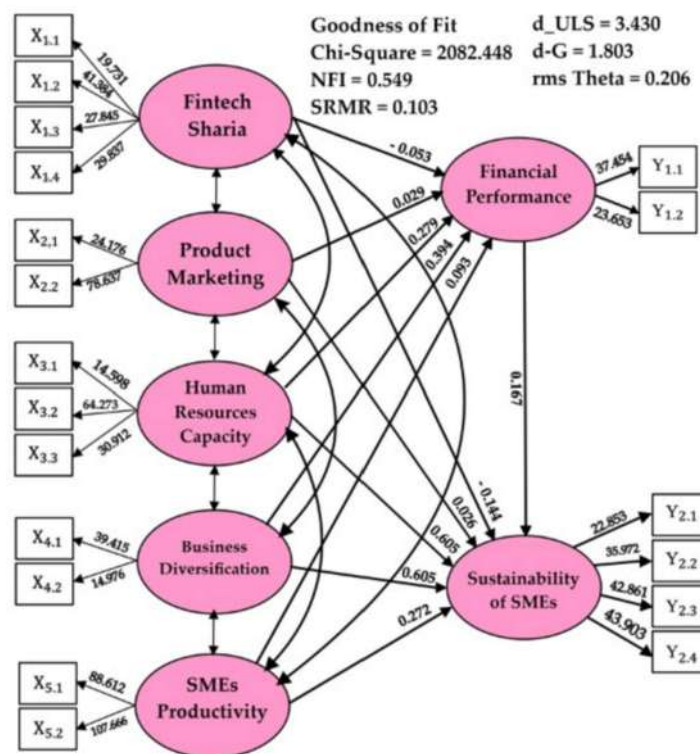 Goodness of Fit
Chi-Square = 2082.448
NFI = 0.549
SRMR = 0.103
d_ULS = 3.430
d-G = 1.803
rms Theta = 0.206
X1.1
X1.2
X1.3
X1.4
19.731
41.384
27.845
29.837
Fintech
Sharia
X2,1
X2.2
24.176
78.637
Product
Marketing
X3.1
X3.2
X3.3
14.598
64.273
30.912
Human
Resources
Capacity
X4.1
X4.2
39.415
14.976
Business
Diversification
X5.1
X5.2
88.612
107.666
SMEs
Productivity
- 0.053
0.029
0.279
0.394
0.093
Financial
Performance
37.454
23.653
Y1.1
Y1.2
0.167
- 0.144
0.026
0.605
0.605
0.272
Sustainability
of SMEs
22.853
35.972
42.861
43.903
Y2.1
Y2.2
Y2.3
Y2.4